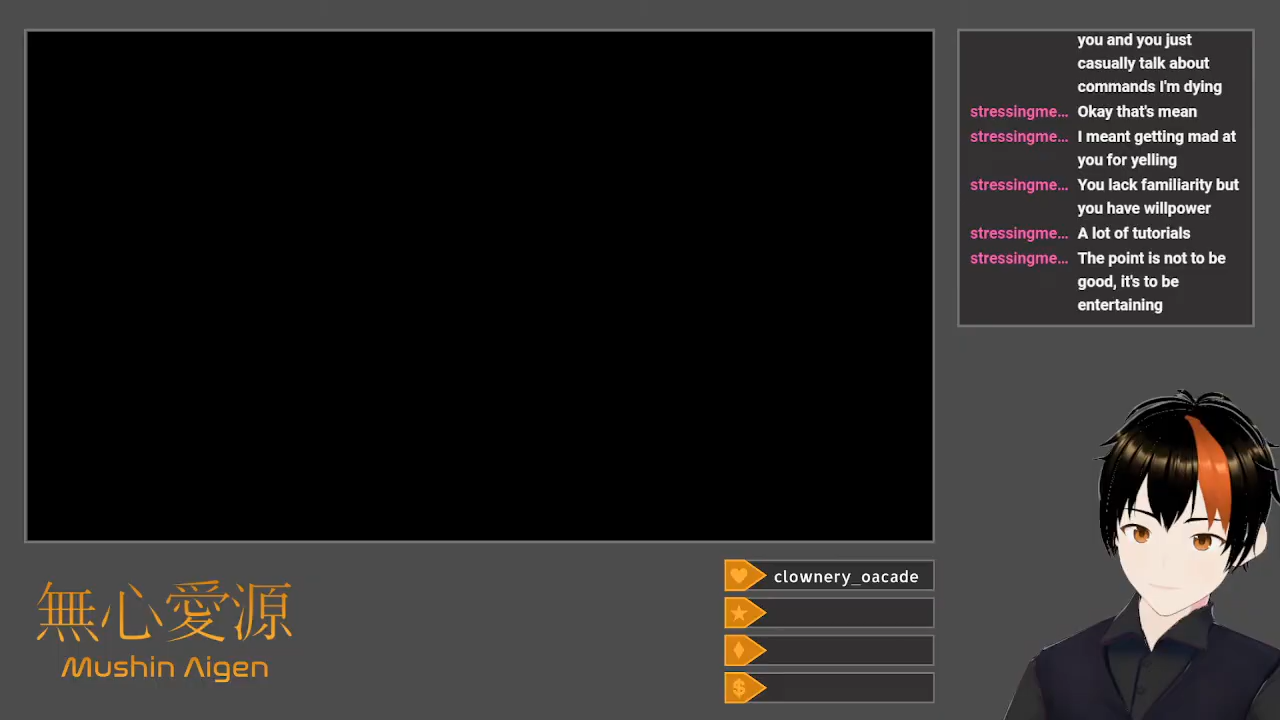 you and you just
casually talk about
commands I'm dying
stressingme... Okay that's mean
stressingme... I meant getting mad at
you for yelling
stressingme... You lack familiarity but
you have willpower
stressingme... A lot of tutorials
stressingme... The point is not to be
good, it's to be
entertaining
clownery_oacade
無心愛源
Mushin Aigen